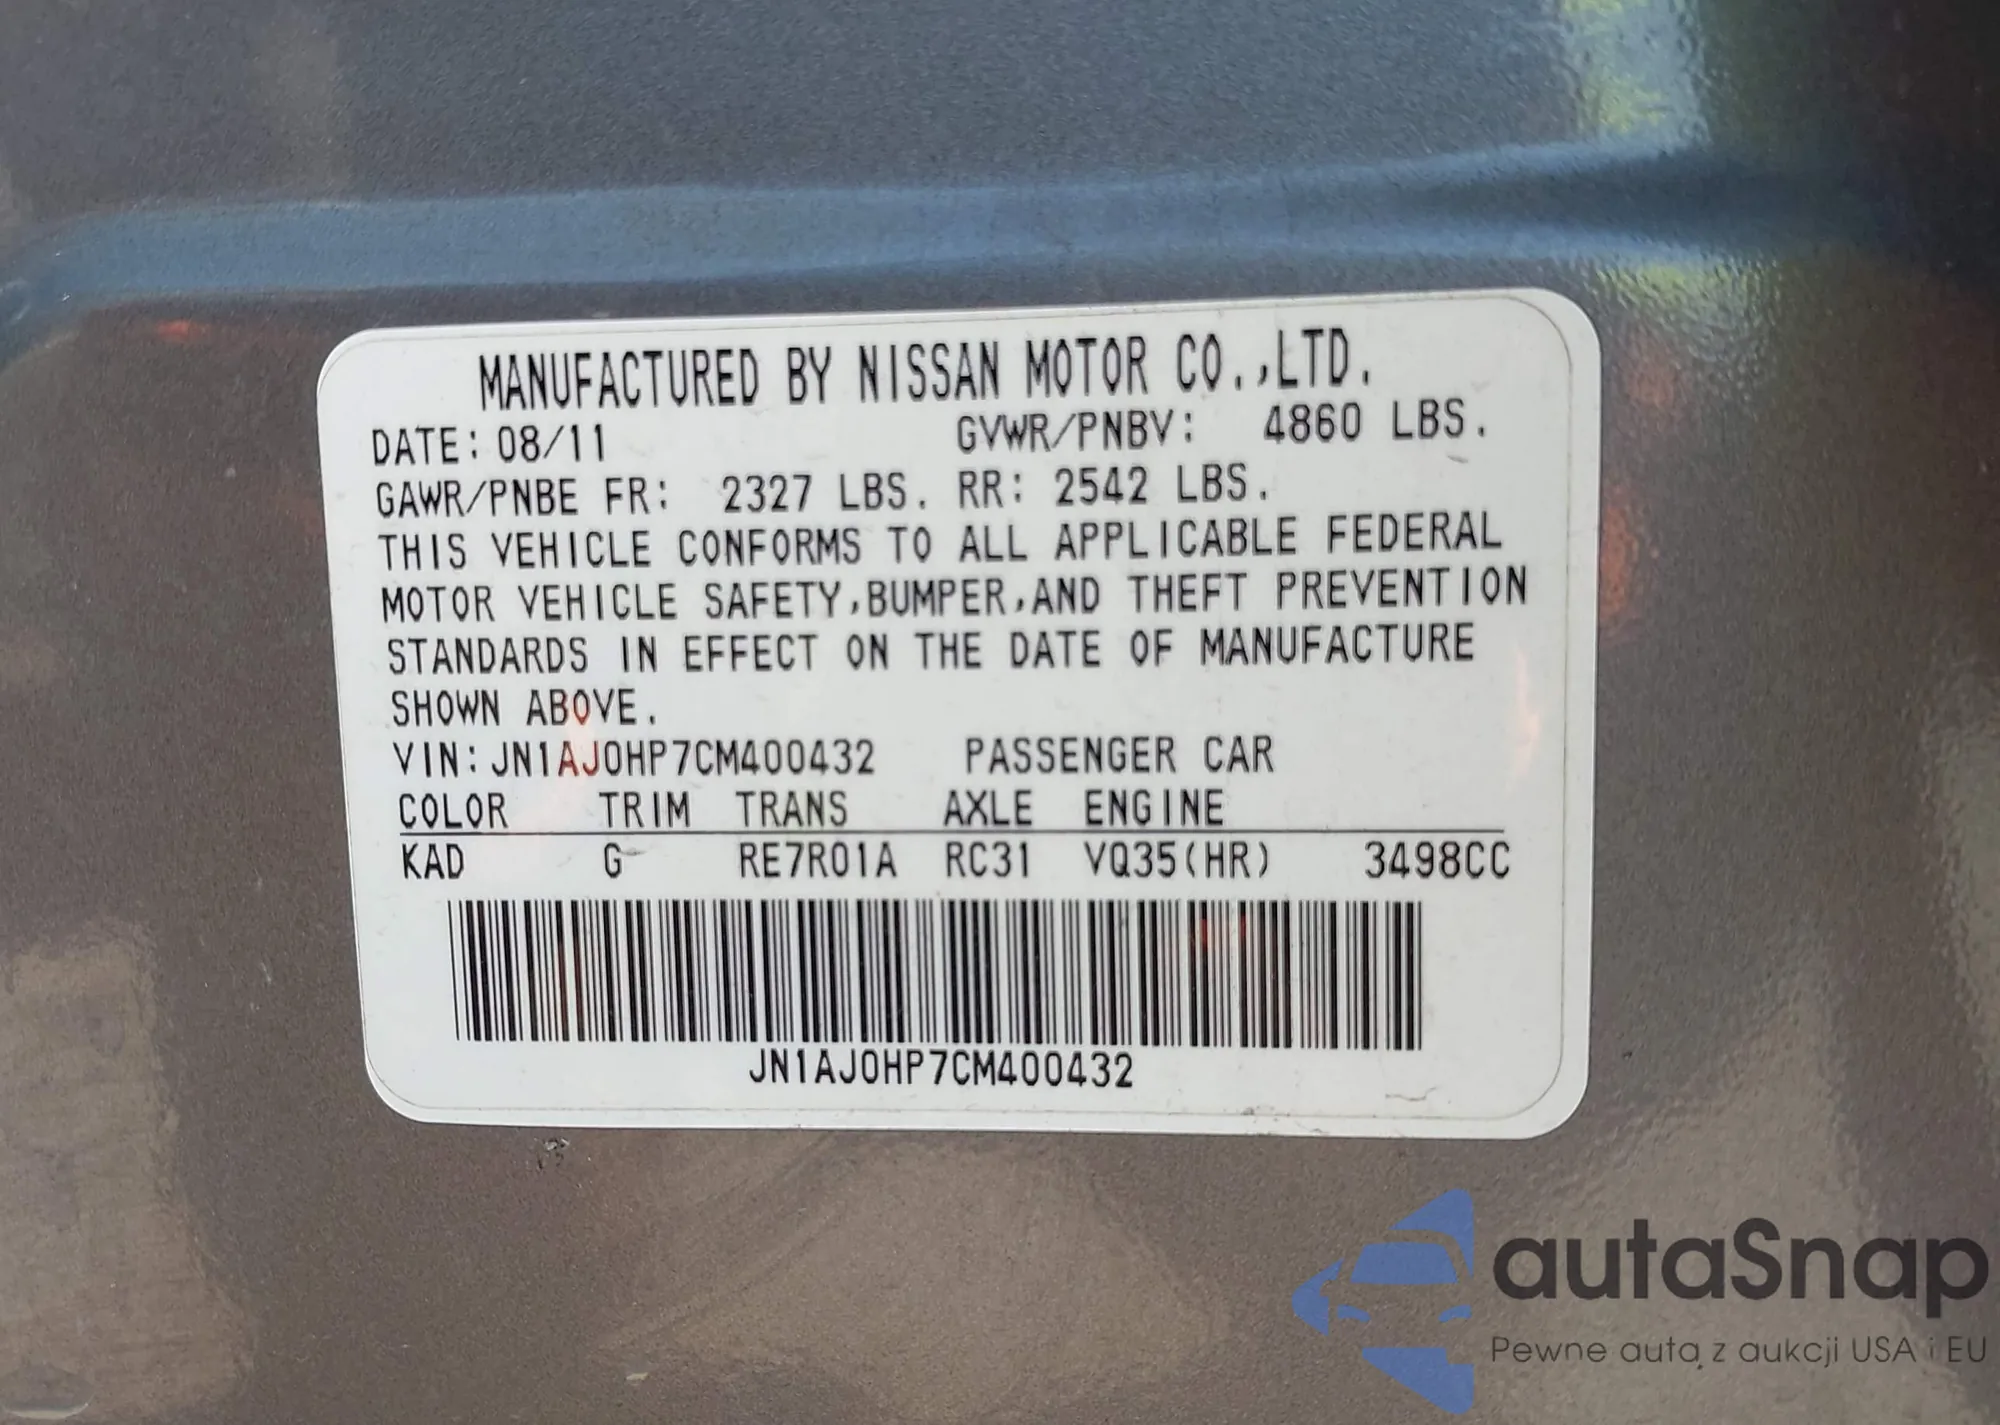 MANUFACTURED BY NISSAN MOTOR CO.,LTD.
DATE: 08/11 GVWR/PNBV: 4860 LBS.
GAWR/PNBE FR: 2327 LBS. RR: 2542 LBS.
THIS VEHICLE CONFORMS TO ALL APPLICABLE FEDERAL
MOTOR VEHICLE SAFETY,BUMPER,AND THEFT PREVENTION
STANDARDS IN EFFECT ON THE DATE OF MANUFACTURE
SHOWN ABOVE.
VIN: JN1AJ0HP7CM400432 PASSENGER CAR
COLOR TRIM TRANS AXLE ENGINE
KAD G RE7R01A RC31 VQ35(HR) 3498CC
JN1AJ0HP7CM400432
autaSnap
Pewne auta z aukcji USA i EU